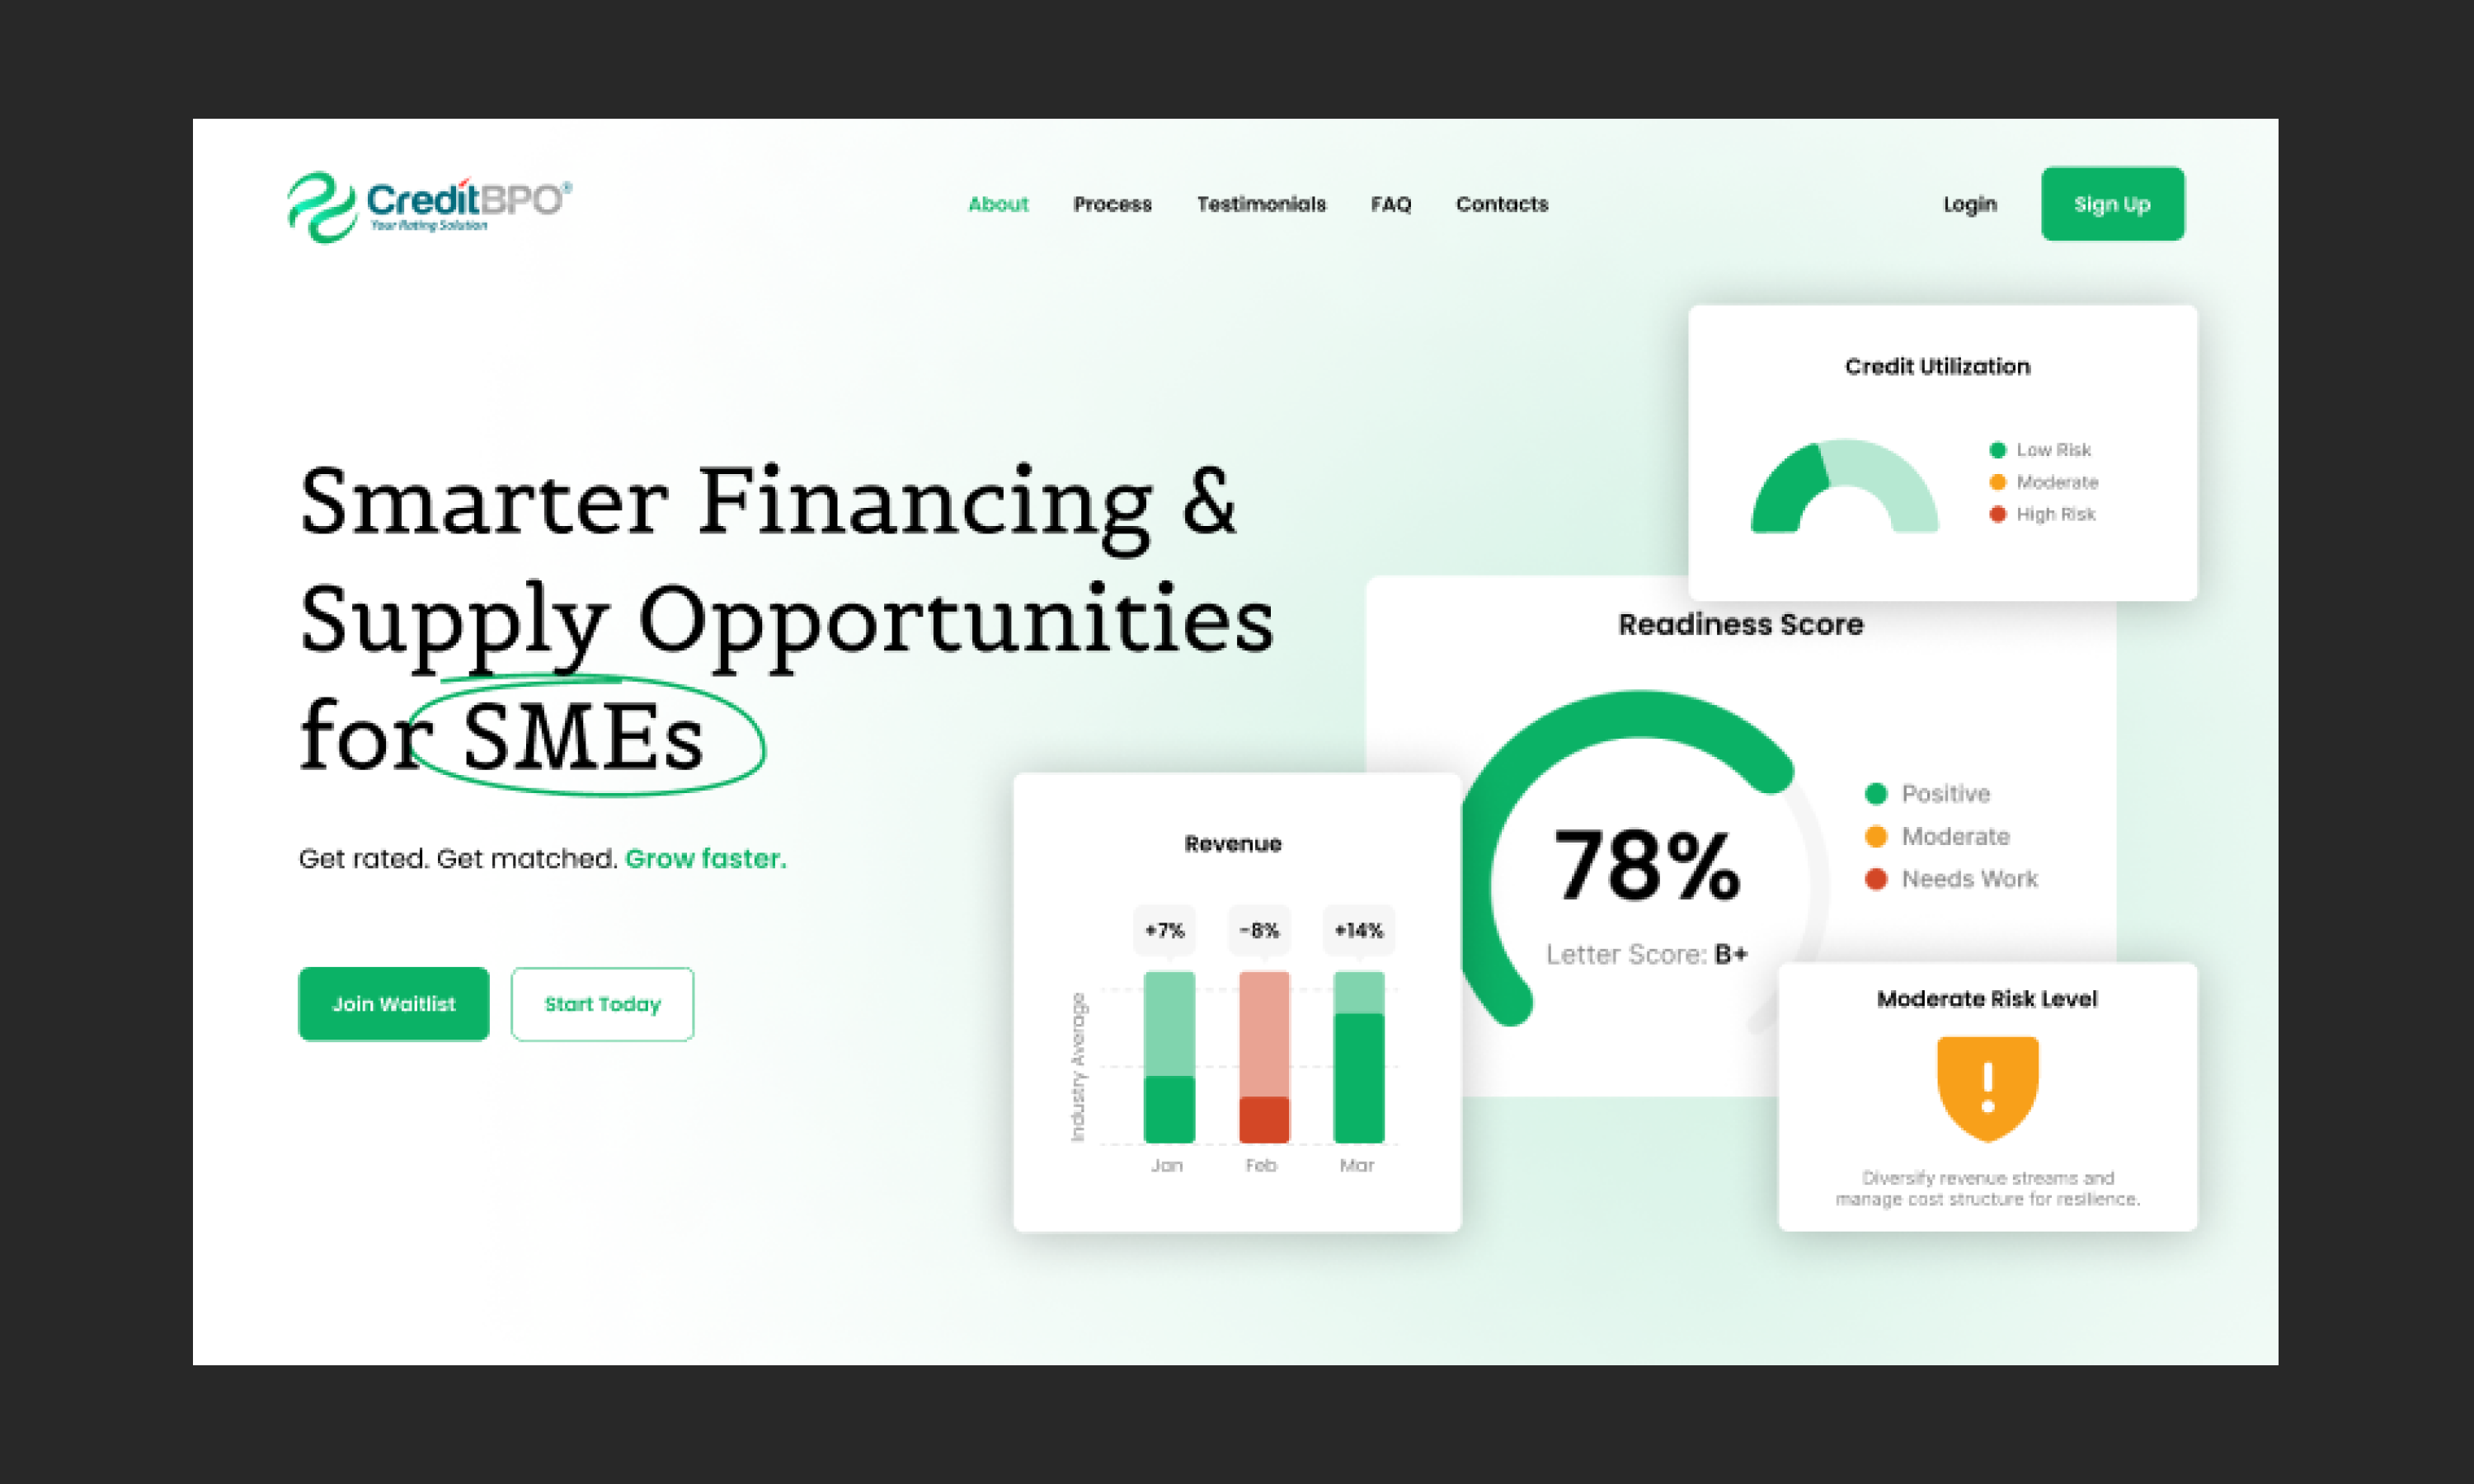 CreditBPO®
Your Rating Solution
About
Process
Testimonials
FAQ
Contacts
Login
Sign Up
Smarter Financing &
Supply Opportunities
for SMEs
Get rated. Get matched. Grow faster.
Join Waitlist
Start Today
Credit Utilization
Low Risk
Moderate
High Risk
Readiness Score
78%
Letter Score: B+
Positive
Moderate
Needs Work
Revenue
+7%
-8%
+14%
Industry Average
Jan
Feb
Mar
Moderate Risk Level
Diversify revenue streams and
manage cost structure for resilience.